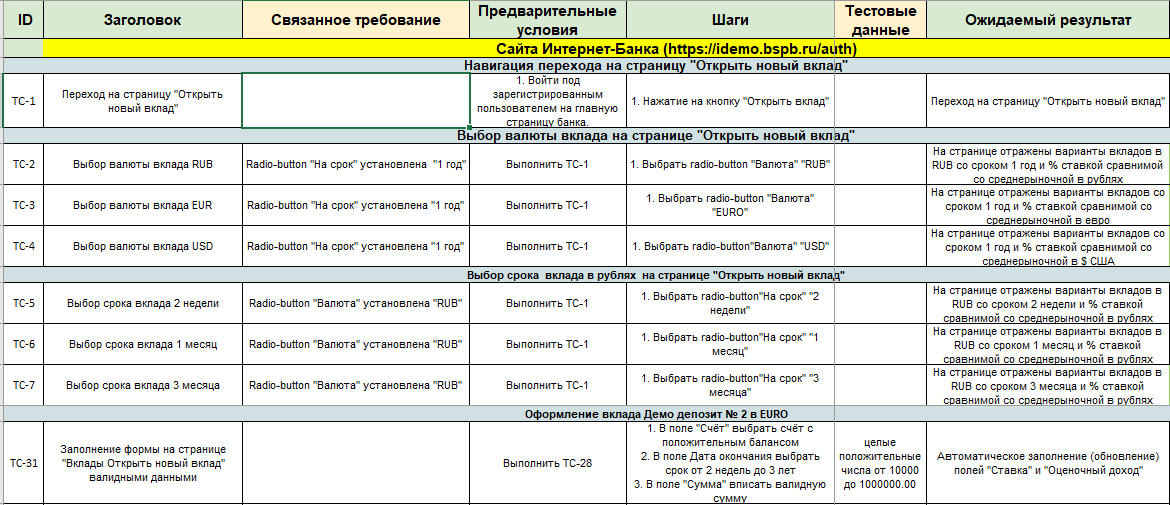 ID
Заголовок
Связанное требование
Предварительные
условия
Шаги
Тестовые
данные
Ожидаемый результат
Сайта Интернет-Банка (https://idemo.bspb.ru/auth)
Навигация перехода на страницу "Открыть новый вклад"
TC-1
Переход на страницу "Открыть
новый вклад"
1. Войти под
зарегистрированным
пользователем на главную
страницу банка.
1. Нажатие на кнопку "Открыть вклад"
Переход на страницу "Открыть новый вклад"
Выбор валюты вклада на странице "Открыть новый вклад"
TC-2
Выбор валюты вклада RUB
Radio-button "На срок" установлена "1 год"
Выполнить TC-1
1. Выбрать radio-button "Валюта" "RUB"
На странице отражены варианты вкладов в
RUB со сроком 1 год и % ставкой сравнимой
со среднерыночной в рублях
TC-3
Выбор валюты вклада EUR
Radio-button "На срок" установлена "1 год"
Выполнить TC-1
1. Выбрать radio-button "Валюта"
"EURO"
На странице отражены варианты вкладов со
сроком 1 год и % ставкой сравнимой со
среднерыночной в евро
TC-4
Выбор валюты вклада USD
Radio-button "На срок" установлена "1 год"
Выполнить TC-1
1. Выбрать radio-button"Валюта" "USD"
На странице отражены варианты вкладов со
сроком 1 год и % ставкой сравнимой со
среднерыночной в $ США
Выбор срока вклада в рублях на странице "Открыть новый вклад"
TC-5
Выбор срока вклада 2 недели
Radio-button "Валюта" установлена "RUB"
Выполнить TC-1
1. Выбрать radio-button"На срок" "2
недели"
На странице отражены варианты вкладов в
RUB со сроком 2 недели и % ставкой
сравнимой со среднерыночной в рублях
TC-6
Выбор срока вклада 1 месяц
Radio-button "Валюта" установлена "RUB"
Выполнить TC-1
1. Выбрать radio-button"На срок" "1
месяц"
На странице отражены варианты вкладов в
RUB со сроком 1 месяц и % ставкой
сравнимой со среднерыночной в рублях
TC-7
Выбор срока вклада 3 месяца
Radio-button "Валюта" установлена "RUB"
Выполнить TC-1
1. Выбрать radio-button"На срок" "3
месяца"
На странице отражены варианты вкладов в
RUB со сроком 3 месяца и % ставкой
сравнимой со среднерыночной в рублях
Оформление вклада Демо депозит № 2 в EURO
TC-31
Заполнение формы на странице
"Вклады Открыть новый вклад"
валидными данными
Выполнить TC-28
1. В поле "Счёт" выбрать счёт с
положительным балансом
2. В поле Дата окончания выбрать
срок от 2 недель до 3 лет
3. В поле "Сумма" вписать валидную
сумму
целые
положительные
числа от 10000
до 1000000.00
Автоматическое заполнение (обновление)
полей "Ставка" и "Оценочный доход"